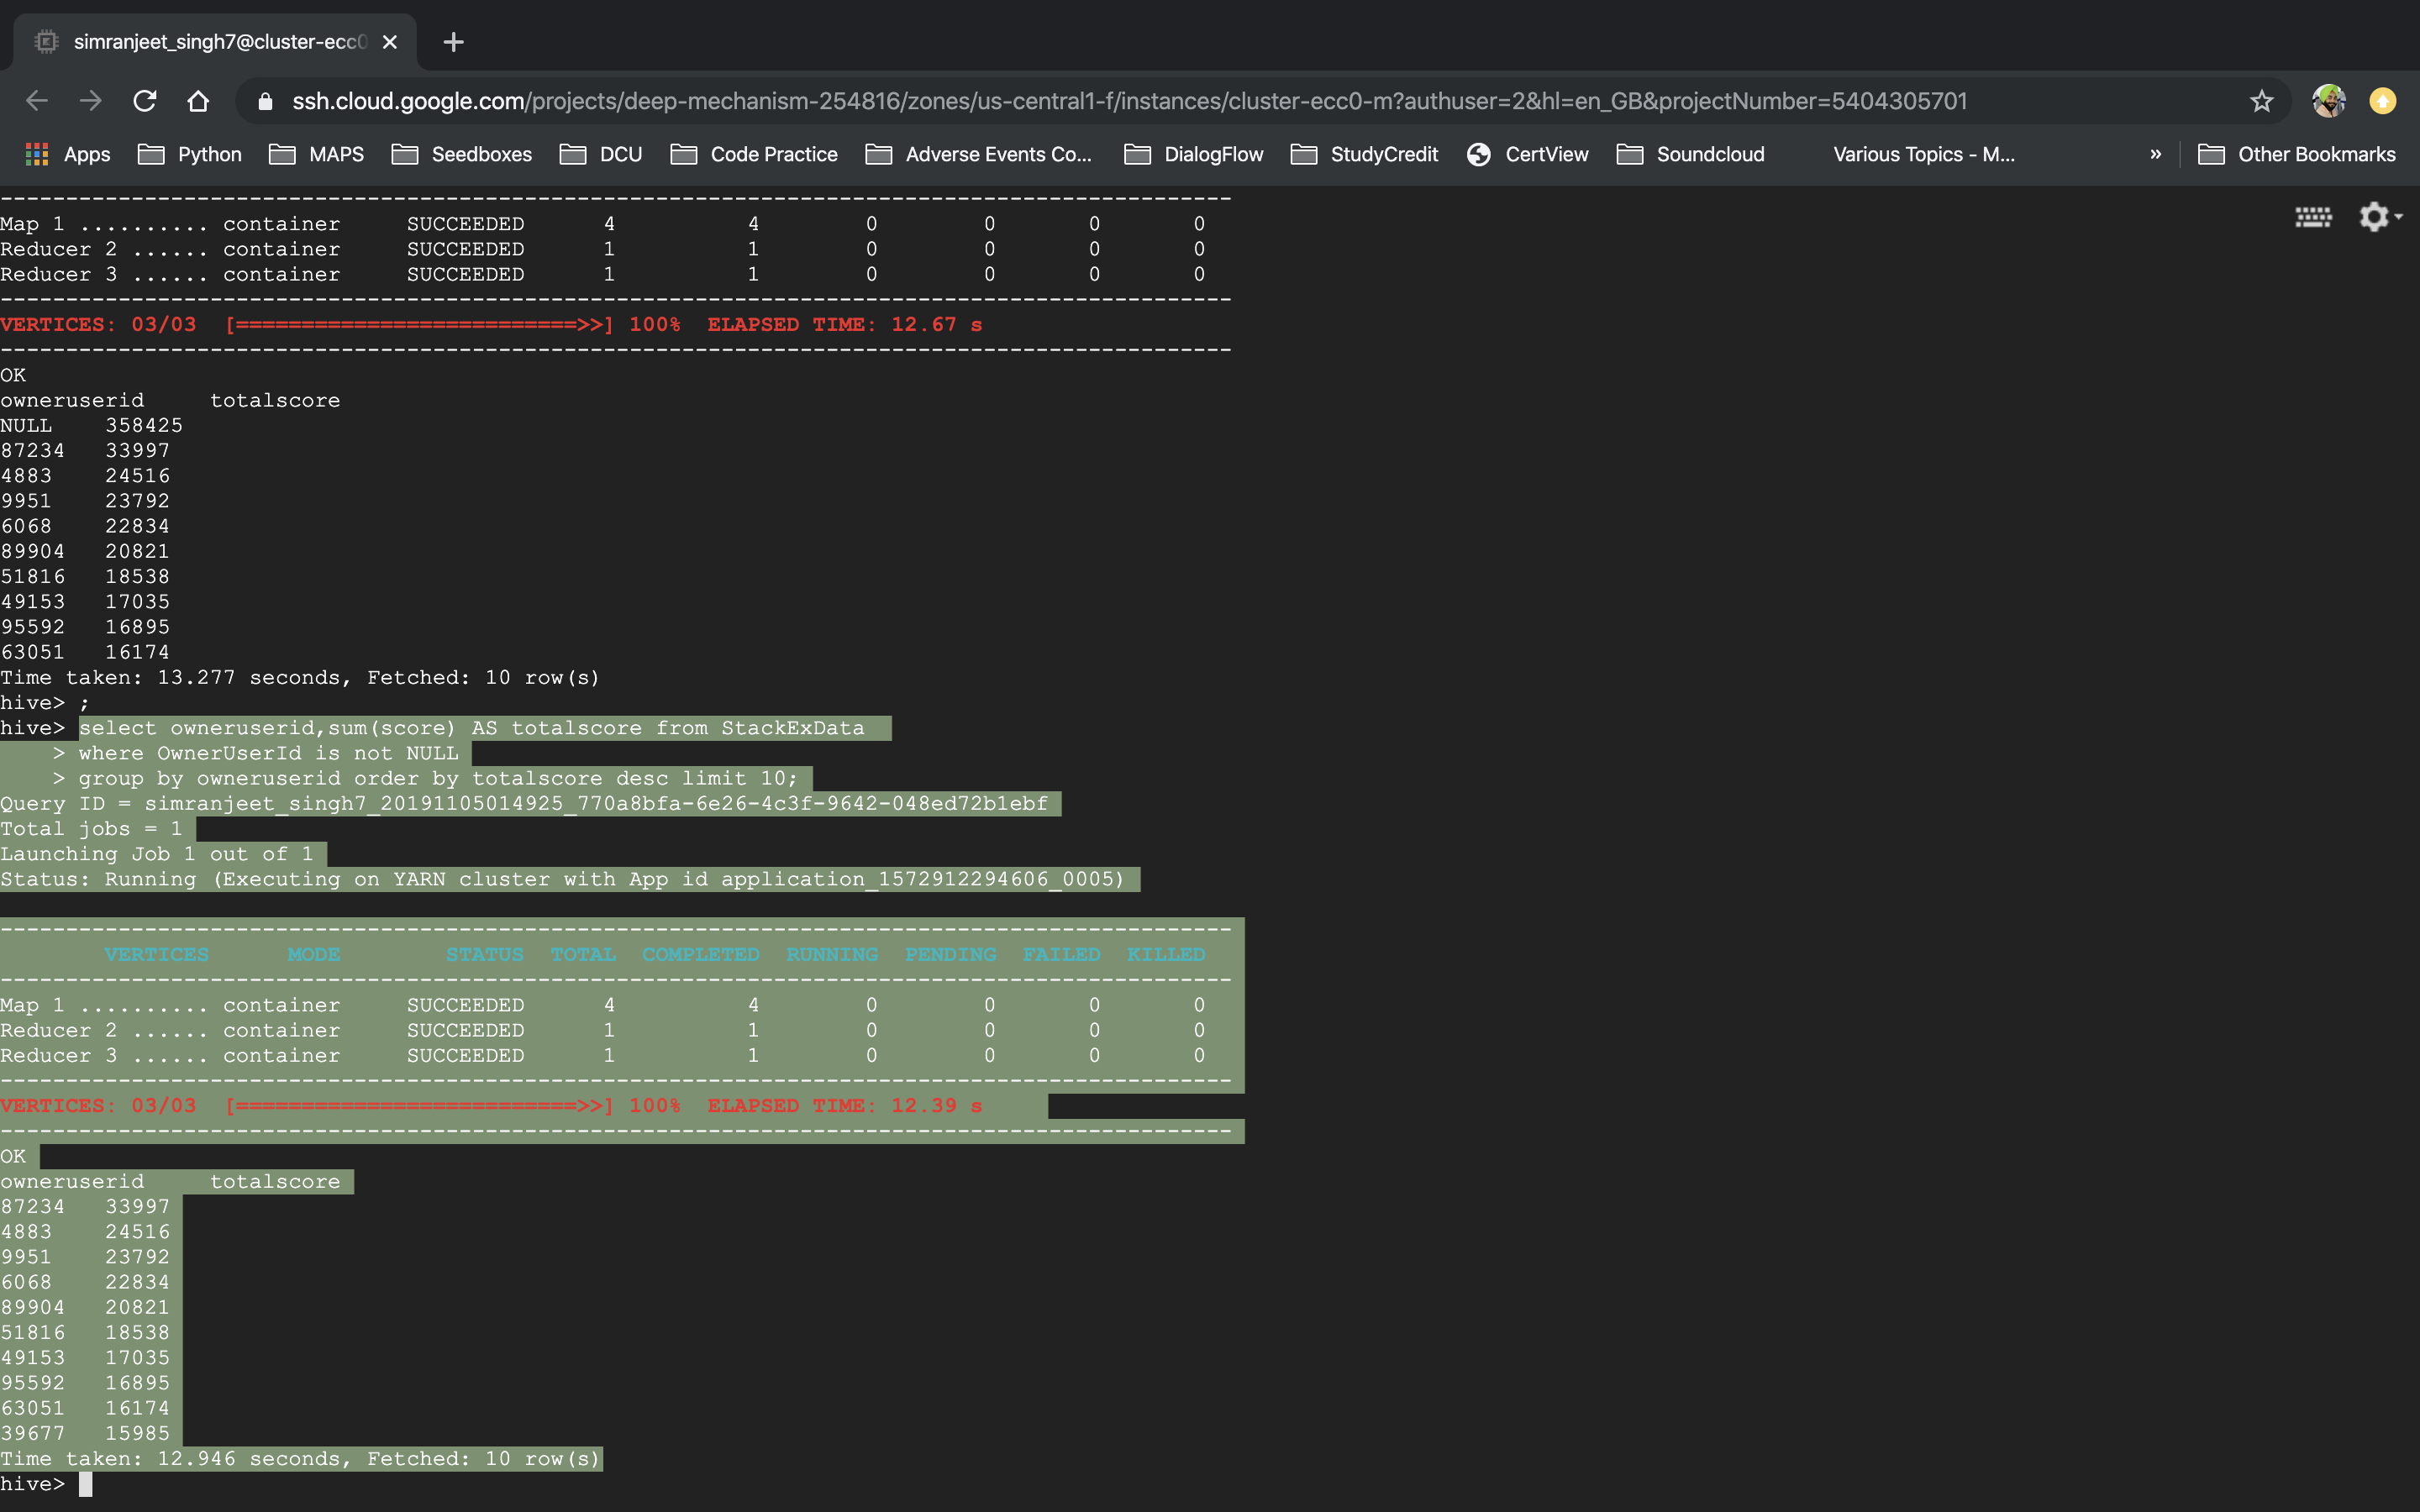 simranjeet_singh7@cluster-ecc0
ssh.cloud.google.com/projects/deep-mechanism-254816/zones/us-central1-f/instances/cluster-ecc0-m?authuser=2&hl=en_GB&projectNumber=5404305701
Apps Python MAPS Seedboxes DCU Code Practice Adverse Events Co... DialogFlow StudyCredit CertView Soundcloud Various Topics - M... » Other Bookmarks
----------------------------------------------------------------------------------------------
Map 1 .......... container     SUCCEEDED      4          4        0        0       0       0
Reducer 2 ...... container     SUCCEEDED      1          1        0        0       0       0
Reducer 3 ...... container     SUCCEEDED      1          1        0        0       0       0
----------------------------------------------------------------------------------------------
VERTICES: 03/03  [==========================>>] 100%  ELAPSED TIME: 12.67 s
----------------------------------------------------------------------------------------------
OK
owneruserid     totalscore
NULL    358425
87234   33997
4883    24516
9951    23792
6068    22834
89904   20821
51816   18538
49153   17035
95592   16895
63051   16174
Time taken: 13.277 seconds, Fetched: 10 row(s)
hive> ;
hive> select owneruserid,sum(score) AS totalscore from StackExData
    > where OwnerUserId is not NULL
    > group by owneruserid order by totalscore desc limit 10;
Query ID = simranjeet_singh7_20191105014925_770a8bfa-6e26-4c3f-9642-048ed72b1ebf
Total jobs = 1
Launching Job 1 out of 1
Status: Running (Executing on YARN cluster with App id application_1572912294606_0005)
----------------------------------------------------------------------------------------------
        VERTICES      MODE        STATUS  TOTAL  COMPLETED  RUNNING  PENDING  FAILED  KILLED
----------------------------------------------------------------------------------------------
Map 1 .......... container     SUCCEEDED      4          4        0        0       0       0
Reducer 2 ...... container     SUCCEEDED      1          1        0        0       0       0
Reducer 3 ...... container     SUCCEEDED      1          1        0        0       0       0
----------------------------------------------------------------------------------------------
VERTICES: 03/03  [==========================>>] 100%  ELAPSED TIME: 12.39 s
----------------------------------------------------------------------------------------------
OK
owneruserid     totalscore
87234   33997
4883    24516
9951    23792
6068    22834
89904   20821
51816   18538
49153   17035
95592   16895
63051   16174
39677   15985
Time taken: 12.946 seconds, Fetched: 10 row(s)
hive>